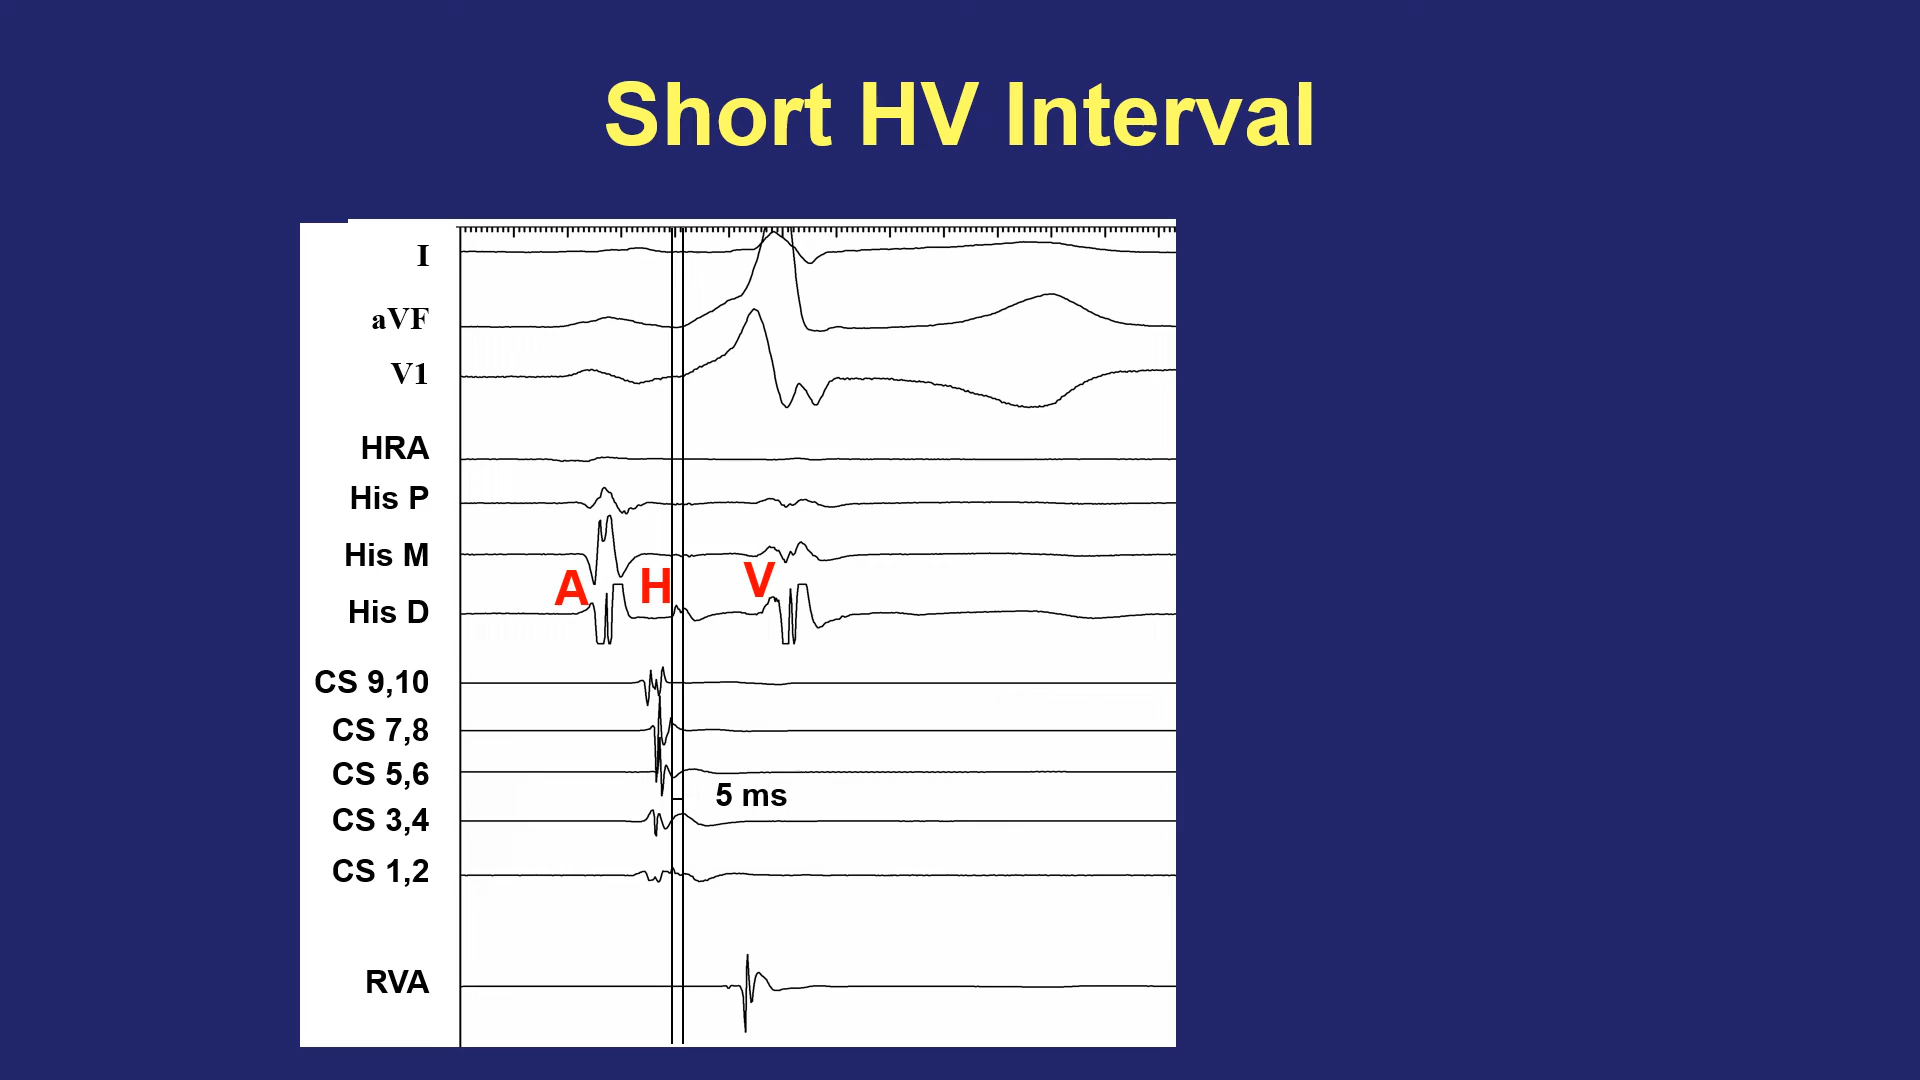 Short HV Interval
I
aVF
V1
HRA
His P
His M
A H V
His D
CS 9,10
CS 7,8
CS 5,6
5 ms
CS 3,4
CS 1,2
RVA